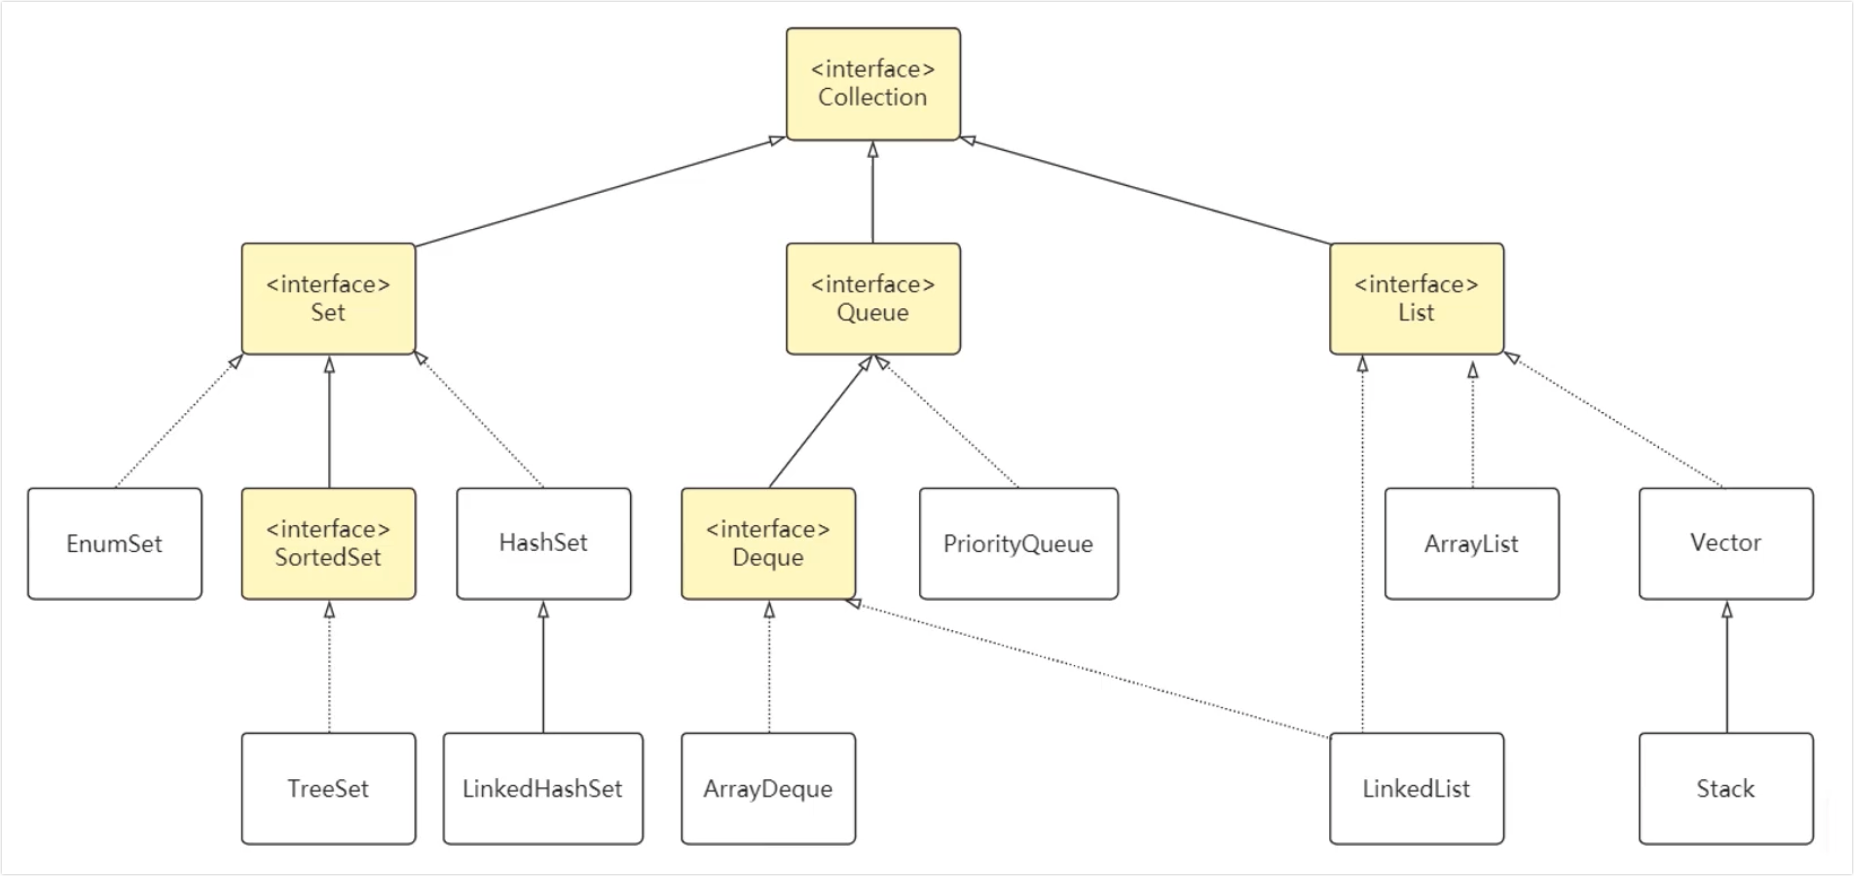 <interface>
Collection
<interface>
Set
<interface>
Queue
<interface>
List
EnumSet
<interface>
SortedSet
HashSet
<interface>
Deque
PriorityQueue
ArrayList
Vector
TreeSet
LinkedHashSet
ArrayDeque
LinkedList
Stack